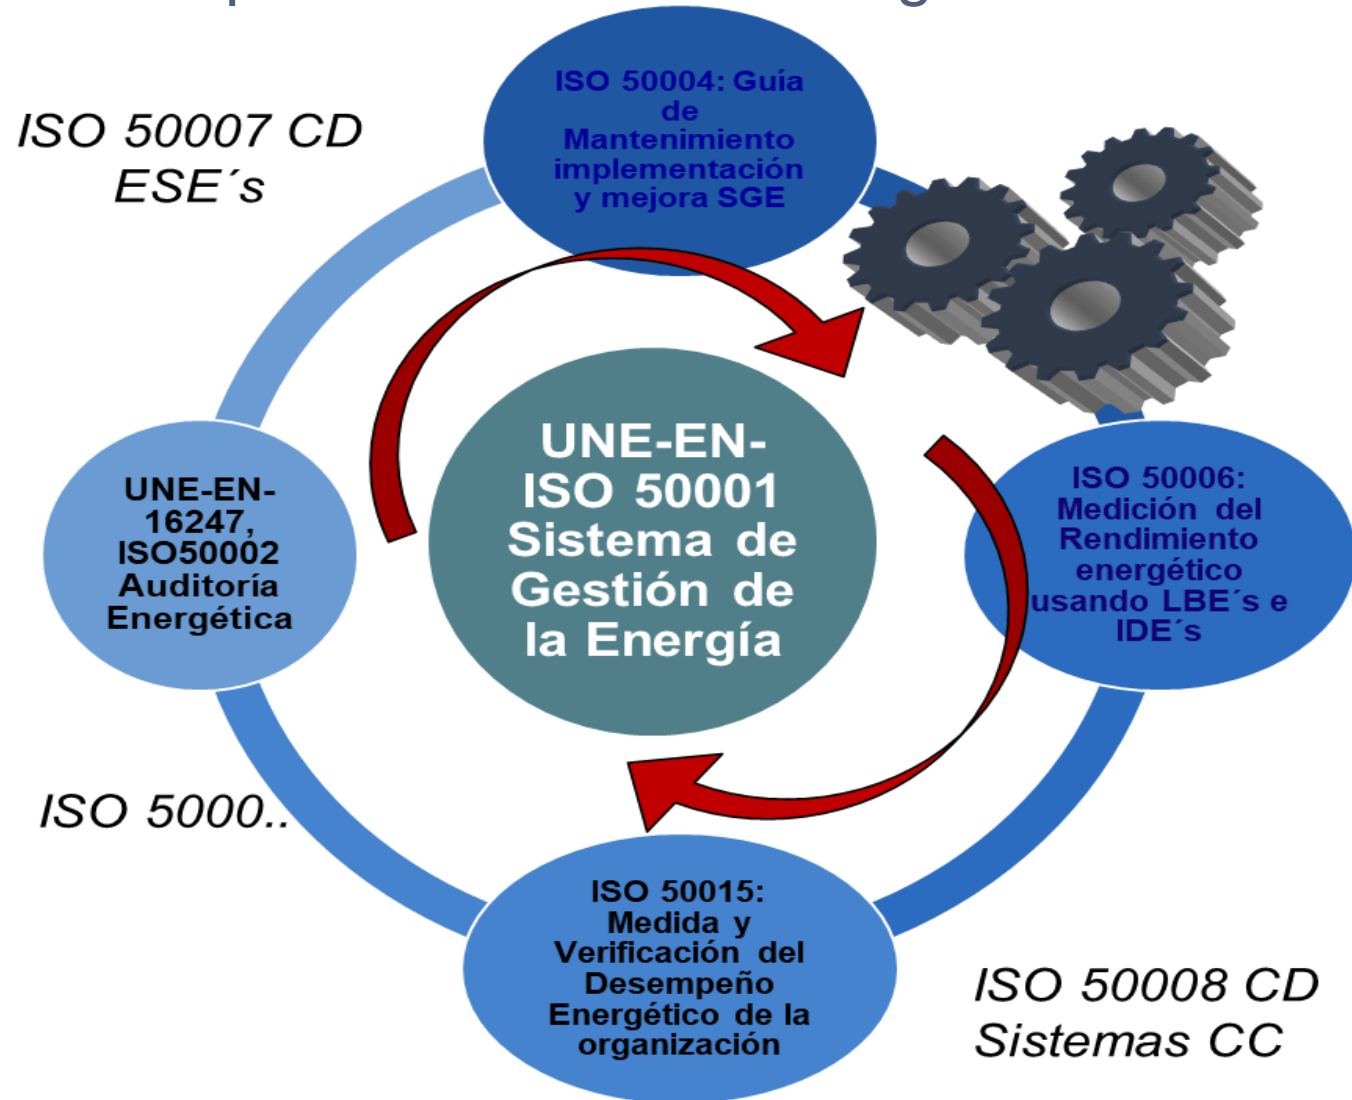 ISO 50004: Guía
de
Mantenimiento
implementación
y mejora SGE
ISO 50007 CD
ESE´s
UNE-EN-
ISO 50001
Sistema de
Gestión de
la Energía
UNE-EN-
16247,
ISO50002
Auditoría
Energética
ISO 50006:
Medición del
Rendimiento
energético
usando LBE´s e
IDE´s
ISO 5000..
ISO 50015:
Medida y
Verificación del
Desempeño
Energético de la
organización
ISO 50008 CD
Sistemas CC